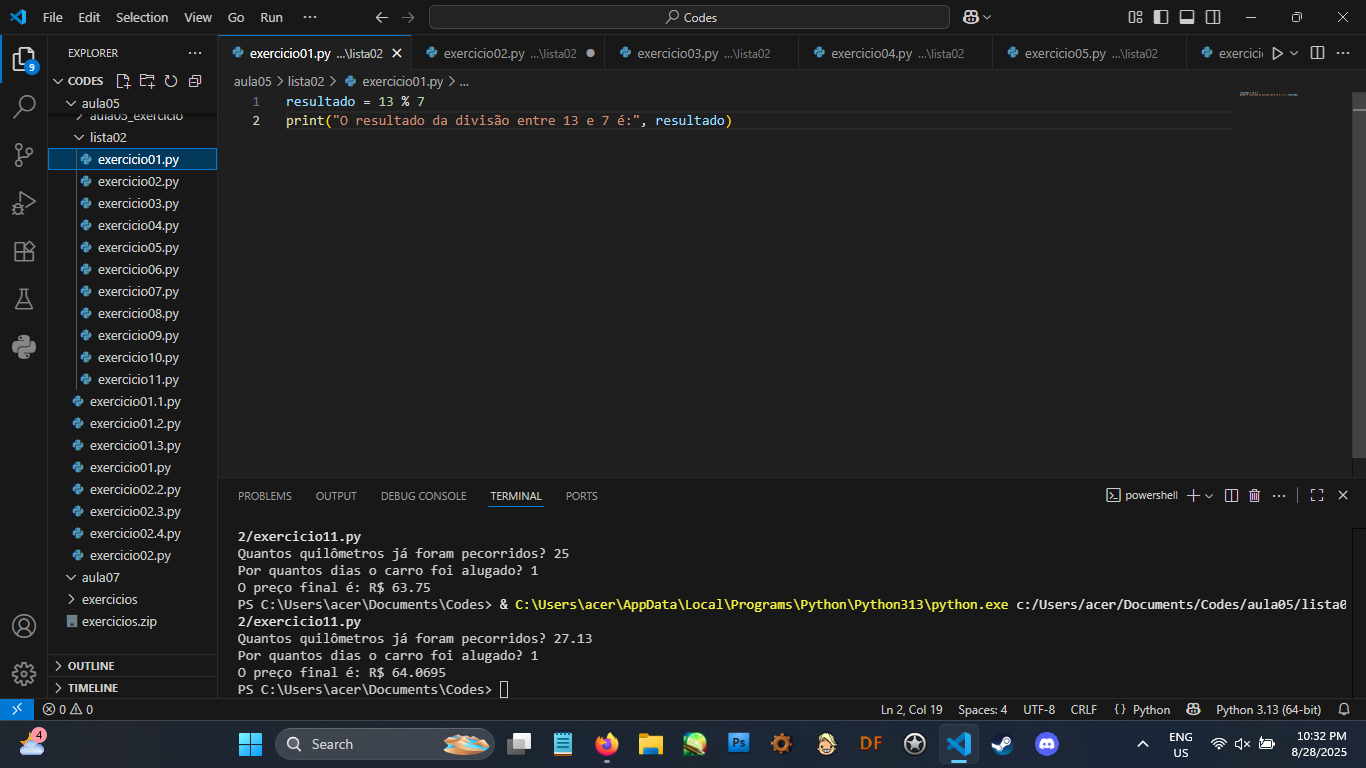 File Edit Selection View Go Run ···
Codes
EXPLORER
CODES
aula05
aula05_exercicio
lista02
exercicio01.py
exercicio02.py
exercicio03.py
exercicio04.py
exercicio05.py
exercicio06.py
exercicio07.py
exercicio08.py
exercicio09.py
exercicio10.py
exercicio11.py
exercicio01.1.py
exercicio01.2.py
exercicio01.3.py
exercicio01.py
exercicio02.2.py
exercicio02.3.py
exercicio02.4.py
exercicio02.py
aula07
exercicios
exercicios.zip
OUTLINE
TIMELINE
exercicio01.py ...\lista02 exercicio02.py ...\lista02 exercicio03.py ...\lista02 exercicio04.py ...\lista02 exercicio05.py ...\lista02 exercici
aula05 > lista02 > exercicio01.py > ...
1 resultado = 13 % 7
2 print("O resultado da divisão entre 13 e 7 é:", resultado)
PROBLEMS OUTPUT DEBUG CONSOLE TERMINAL PORTS
powershell
2/exercicio11.py
Quantos quilômetros já foram pecorridos? 25
Por quantos dias o carro foi alugado? 1
O preço final é: R$ 63.75
PS C:\Users\acer\Documents\Codes> & C:\Users\acer\AppData\Local\Programs\Python\Python313\python.exe c:/Users/acer/Documents/Codes/aula05/lista0
2/exercicio11.py
Quantos quilômetros já foram pecorridos? 27.13
Por quantos dias o carro foi alugado? 1
O preço final é: R$ 64.0695
PS C:\Users\acer\Documents\Codes>
9
0 0
Ln 2, Col 19 Spaces: 4 UTF-8 CRLF {} Python Python 3.13 (64-bit)
4
Search
Ps
DF
ENG
US
10:32 PM
8/28/2025